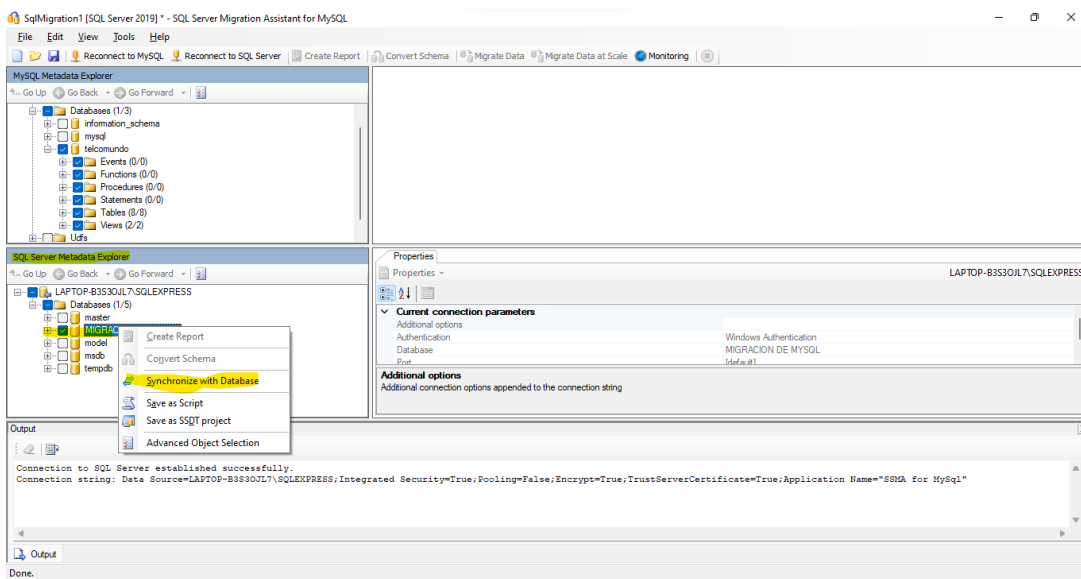 SqlMigration1 [SQL Server 2019] * - SQL Server Migration Assistant for MySQL
File Edit View Tools Help
Reconnect to MySQL Reconnect to SQL Server Create Report Convert Schema Migrate Data Migrate Data at Scale Monitoring
MySQL Metadata Explorer
Go Up Go Back Go Forward
Databases (1/3)
information_schema
mysql
telcomundo
Events (0/0)
Functions (0/0)
Procedures (0/0)
Statements (0/0)
Tables (8/8)
Views (2/2)
Udfs
SQL Server Metadata Explorer
Go Up Go Back Go Forward
LAPTOP-B3S3OJL7\SQLEXPRESS
Databases (1/5)
master
MIGRAC
model
msdb
tempdb
Create Report
Convert Schema
Synchronize with Database
Save as Script
Save as SSDT project
Advanced Object Selection
Properties
Properties LAPTOP-B3S3OJL7\SQLEXPRESS
Current connection parameters
Additional options
Authentication Windows Authentication
Database MIGRACION DE MYSQL
Port [default]
Additional options
Additional connection options appended to the connection string
Output
Connection to SQL Server established successfully.
Connection string: Data Source=LAPTOP-B3S3OJL7\SQLEXPRESS;Integrated Security=True;Pooling=False;Encrypt=True;TrustServerCertificate=True;Application Name="SSMA for MySql"
Output
Done.